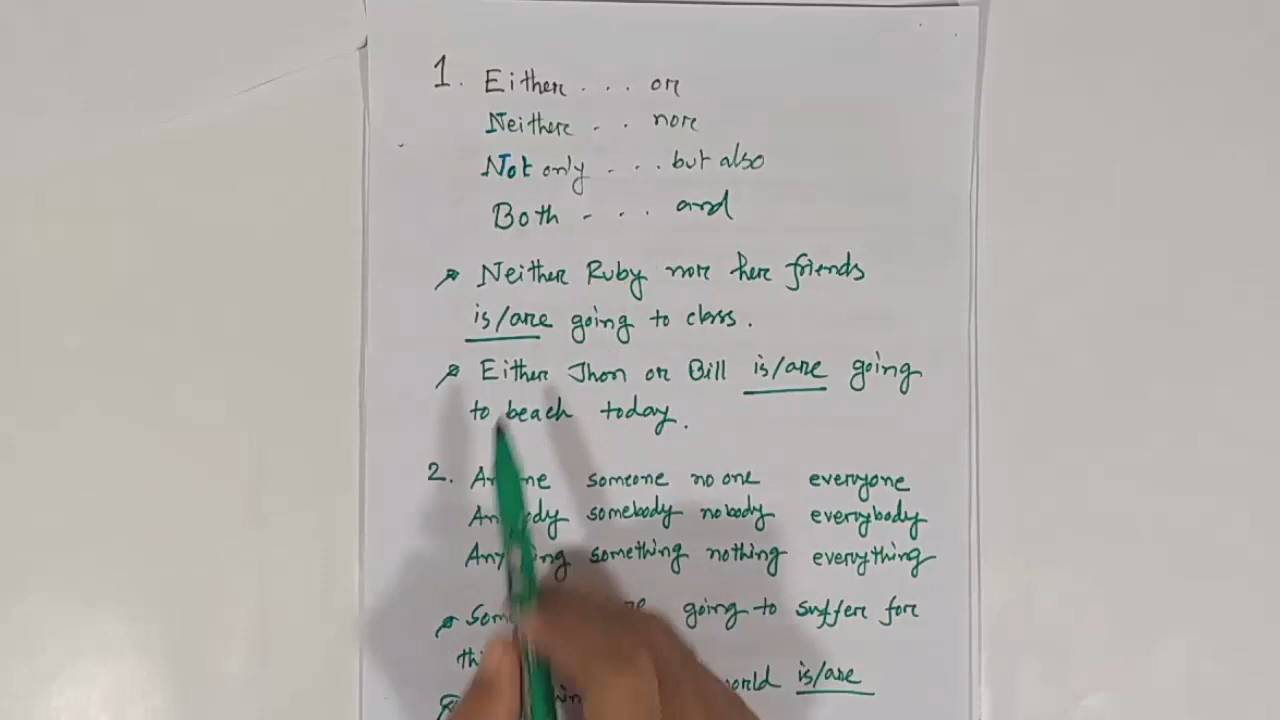 1. Either . . . or
Neither . . nor
Not only . . . but also
Both . . . and
Neither Ruby nor her friends
is/are going to class.
Either Jhon or Bill is/are going
to beach today.
2. someone no one everyone
somebody nobody everybody
something nothing everything
going to suffer for
is/are